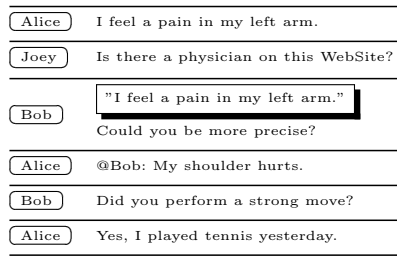 Alice I feel a pain in my left arm.
Joey Is there a physician on this WebSite?
"I feel a pain in my left arm."
Bob
Could you be more precise?
Alice @Bob: My shoulder hurts.
Bob Did you perform a strong move?
Alice Yes, I played tennis yesterday.